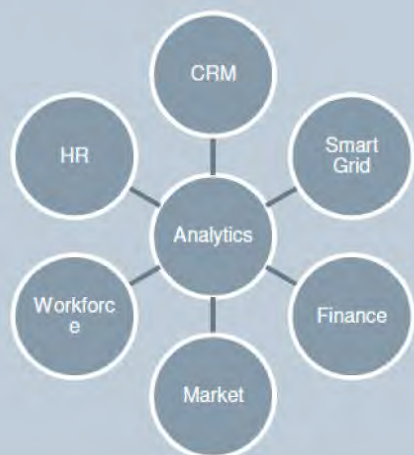 CRM
HR
Smart
Grid
Analytics
Workforc
e
Finance
Market